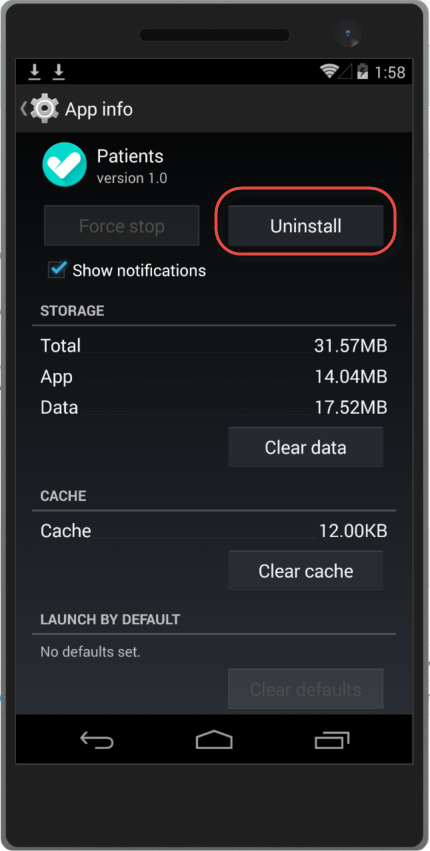 1:58
App info
Patients
version 1.0
Force stop
Uninstall
Show notifications
STORAGE
Total 31.57MB
App 14.04MB
Data 17.52MB
Clear data
CACHE
Cache 12.00KB
Clear cache
LAUNCH BY DEFAULT
No defaults set.
Clear defaults